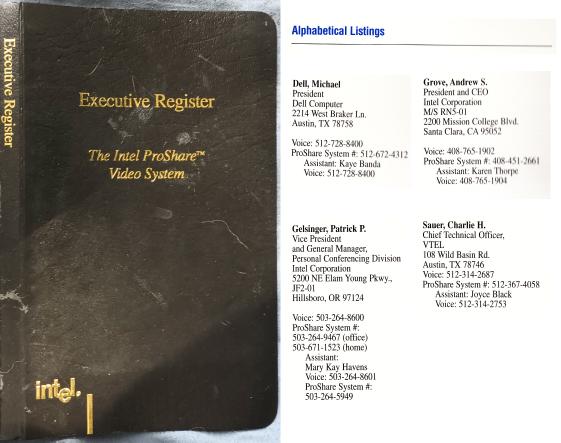 Executive Register
Executive Register
The Intel ProShare™
Video System
intel.
Alphabetical Listings
Dell, Michael
President
Dell Computer
2214 West Braker Ln.
Austin, TX 78758
Voice: 512-728-8400
ProShare System #: 512-672-4312
Assistant: Kaye Banda
Voice: 512-728-8400
Grove, Andrew S.
President and CEO
Intel Corporation
M/S RN5-01
2200 Mission College Blvd.
Santa Clara, CA 95052
Voice: 408-765-1902
ProShare System #: 408-451-2661
Assistant: Karen Thorpe
Voice: 408-765-1904
Gelsinger, Patrick P.
Vice President
and General Manager,
Personal Conferencing Division
Intel Corporation
5200 NE Elam Young Pkwy.,
JF2-01
Hillsboro, OR 97124
Voice: 503-264-8600
ProShare System #:
503-264-9467 (office)
503-671-1523 (home)
Assistant:
Mary Kay Havens
Voice: 503-264-8601
ProShare System #:
503-264-5949
Sauer, Charlie H.
Chief Technical Officer,
VTEL
108 Wild Basin Rd.
Austin, TX 78746
Voice: 512-314-2687
ProShare System #: 512-367-4058
Assistant: Joyce Black
Voice: 512-314-2753